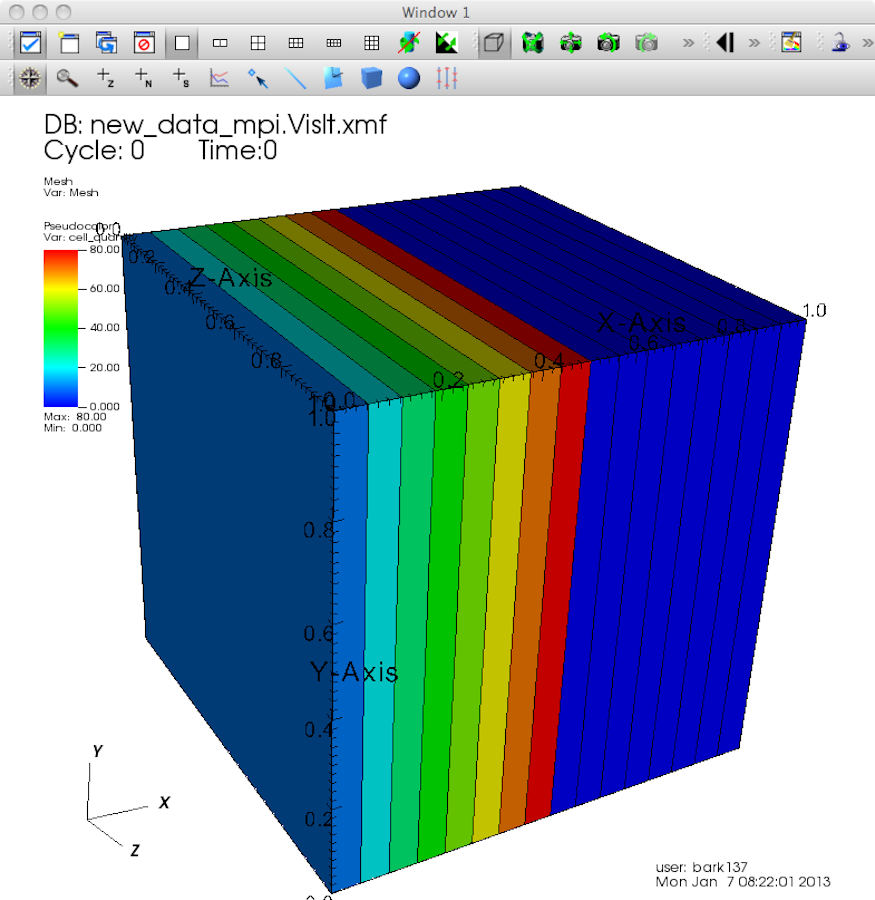 Window 1
Z
N
S
DB: new_data_mpi.VisIt.xmf
Cycle: 0 Time:0
Mesh
Var: Mesh
Pseudocolor
Var: cell_quantity
80.00
60.00
40.00
20.00
0.000
Max: 80.00
Min: 0.000
0.0
0.2
0.4
0.6
0.8
1.0
Z-Axis
0.0
0.2
0.4
0.6
0.8
1.0
X-Axis
1.0
0.8
0.6
Y-Axis
0.4
0.2
0.0
Y
X
Z
user: bark137
Mon Jan 7 08:22:01 2013